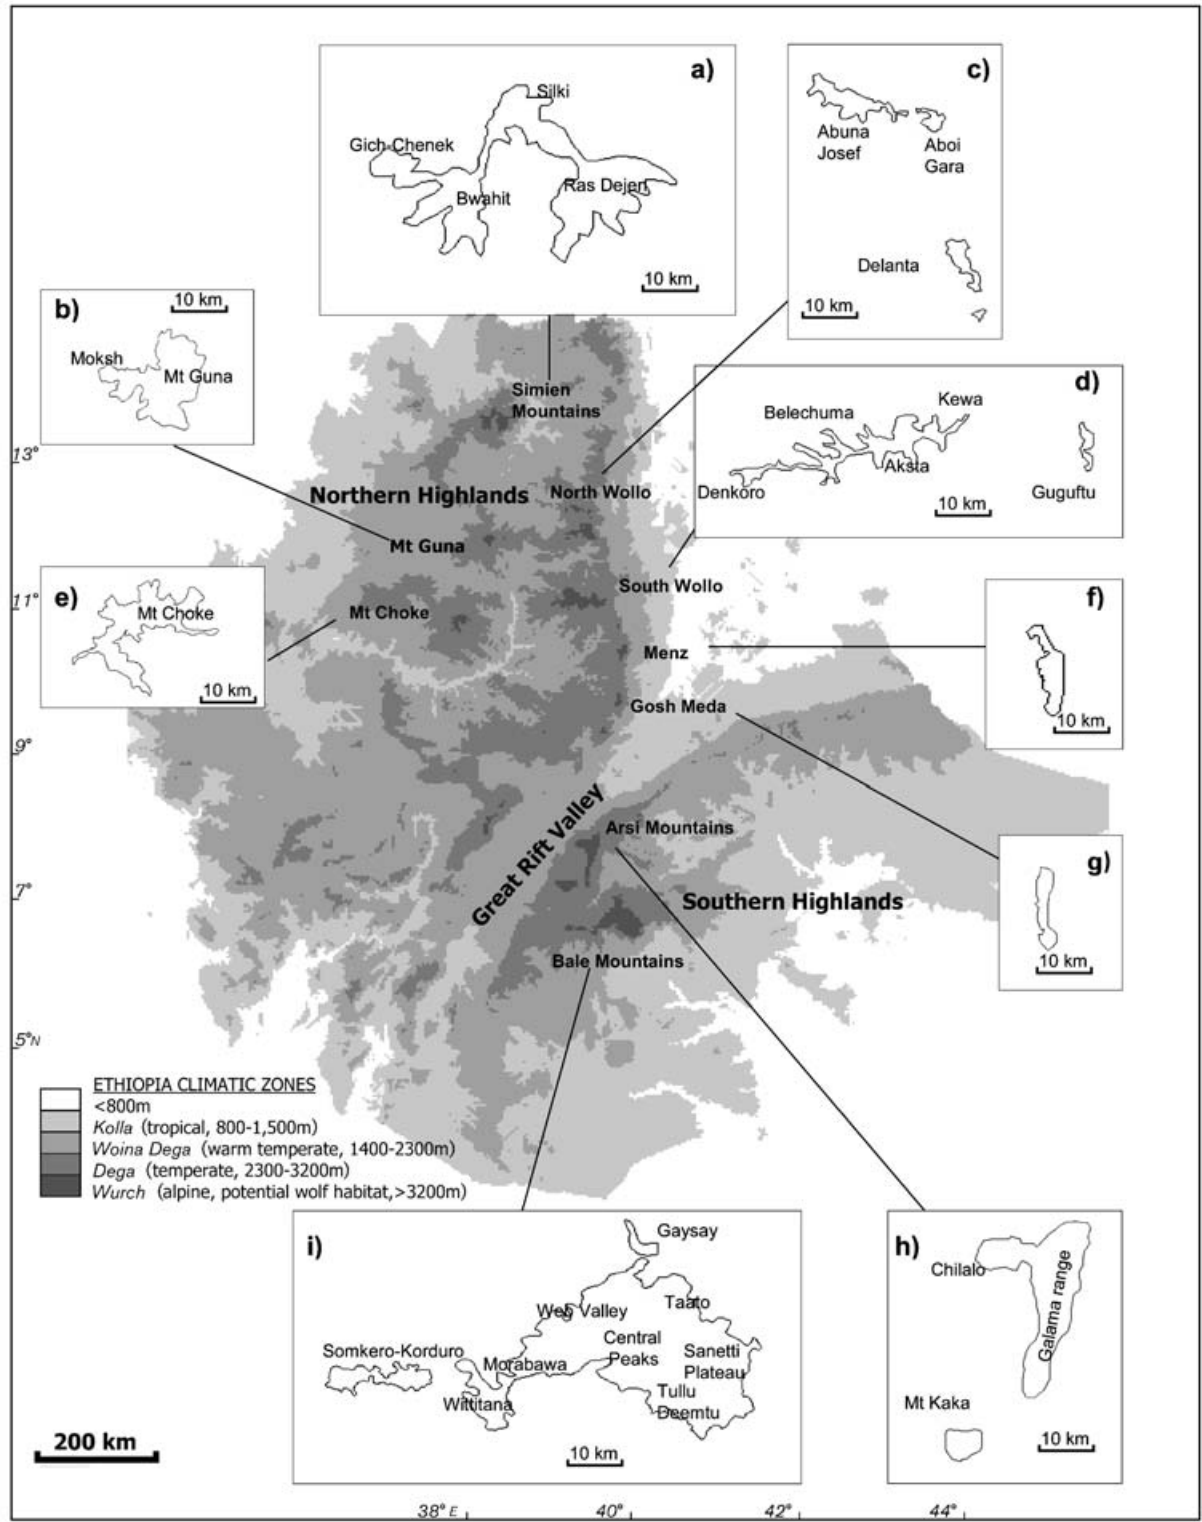 a)
Silki
Gich-Chenek
Bwahit
Ras Dejen
10 km
c)
Abuna
Josef
Aboi
Gara
Delanta
10 km
b)
10 km
Moksh
Mt Guna
d)
Kewa
Belechuma
Aksta
Denkoro
Guguftu
10 km
Simien
Mountains
13°
Northern Highlands
North Wollo
Mt Guna
e)
Mt Choke
10 km
11°
South Wollo
Mt Choke
f)
10 km
Menz
Gosh Meda
9°
g)
10 km
Great Rift Valley
Arsi Mountains
7°
Southern Highlands
Bale Mountains
5°N
ETHIOPIA CLIMATIC ZONES
<800m
Kolla (tropical, 800-1,500m)
Woina Dega (warm temperate, 1400-2300m)
Dega (temperate, 2300-3200m)
Wurch (alpine, potential wolf habitat,>3200m)
i)
Gaysay
Web Valley
Taato
Somkero-Korduro
Central
Peaks
Sanetti
Plateau
Morabawa
Wittitana
Tullu
Deemtu
10 km
h)
Chilalo
Galama range
Mt Kaka
10 km
200 km
38° E
40°
42°
44°